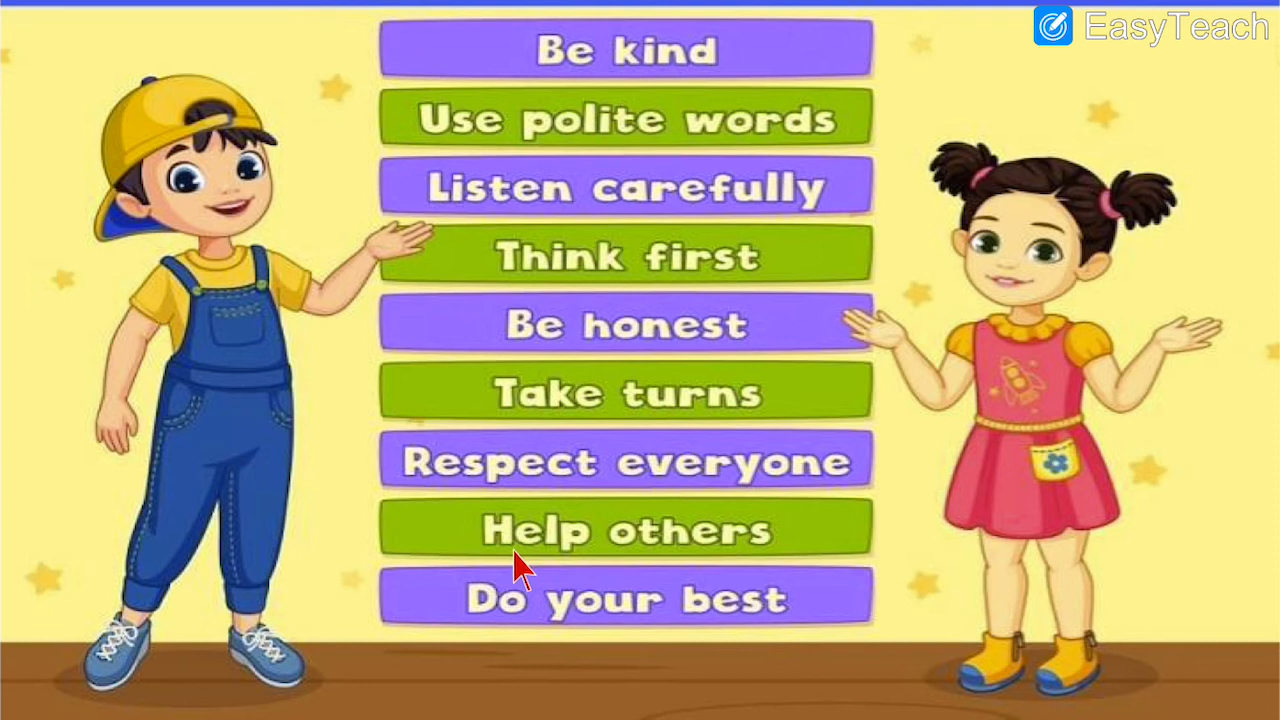 EasyTeach
Be kind
Use polite words
Listen carefully
Think first
Be honest
Take turns
Respect everyone
Help others
Do your best